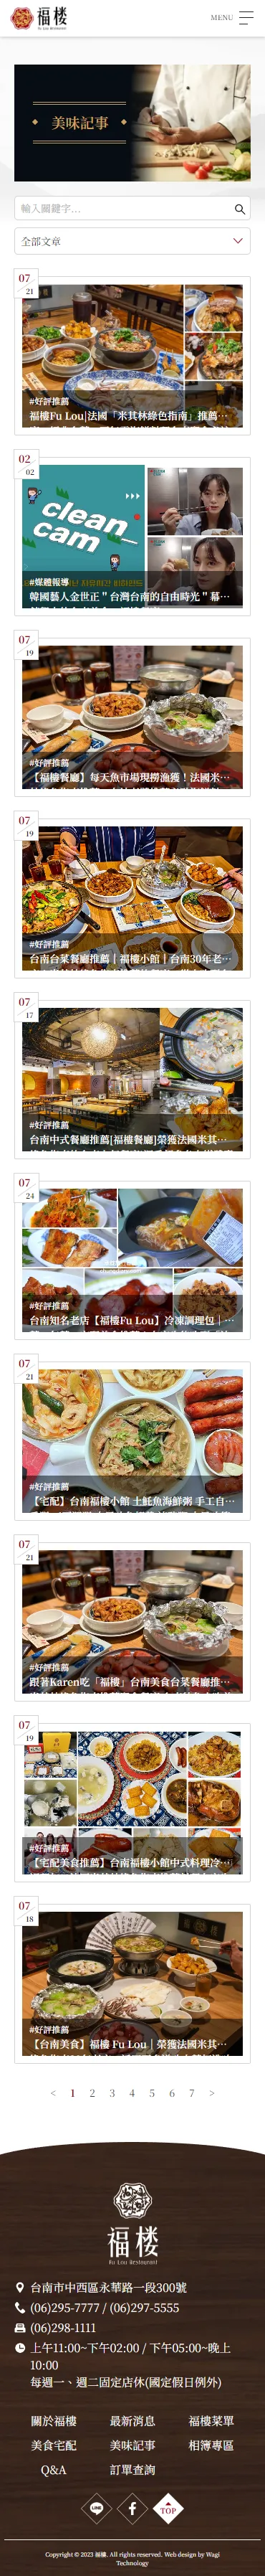 福樓
Fu Lou Restaurant
MENU
美味記事
輸入關鍵字...
全部文章
07
21
#好評推薦
福樓Fu Lou|法國「米其林綠色指南」推薦…
02
02
clean
cam
#媒體報導
韓國藝人金世正＂台灣台南的自由時光＂幕…
07
19
#好評推薦
【福樓餐廳】每天魚市場現撈漁獲！法國米…
07
19
#好評推薦
台南台菜餐廳推薦｜福樓小館｜台南30年老…
07
17
#好評推薦
台南中式餐廳推薦[福樓餐廳]榮獲法國米其…
07
24
#好評推薦
台南知名老店【福樓Fu Lou】冷凍調理包｜…
07
21
#好評推薦
【宅配】台南福樓小館 土魠魚海鮮粥 手工自…
07
21
#好評推薦
跟著Karen吃「福樓」台南美食台菜餐廳推…
07
19
#好評推薦
【宅配美食推薦】台南福樓小館中式料理冷…
07
18
#好評推薦
【台南美食】福樓 Fu Lou｜榮獲法國米其…
< 1 2 3 4 5 6 7 >
福樓
Fu Lou Restaurant
台南市中西區永華路一段300號
(06)295-7777 / (06)297-5555
(06)298-1111
上午11:00~下午02:00 / 下午05:00~晚上
10:00
每週一、週二固定店休(國定假日例外)
關於福樓 最新消息 福樓菜單
美食宅配 美味記事 相簿專區
Q&A 訂單查詢
LINE
TOP
Copyright © 2023 福樓. All rights reserved. Web design by Wagi
Technology